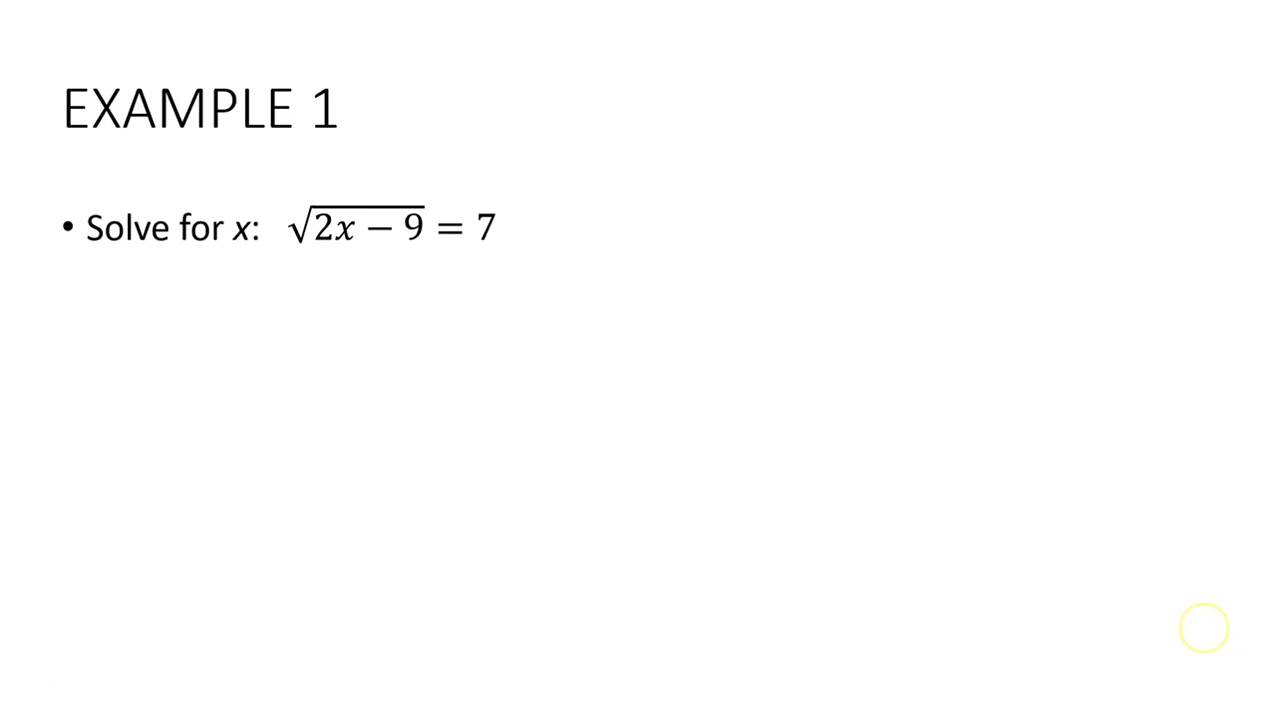 EXAMPLE 1
• Solve for x: √(2x − 9) = 7